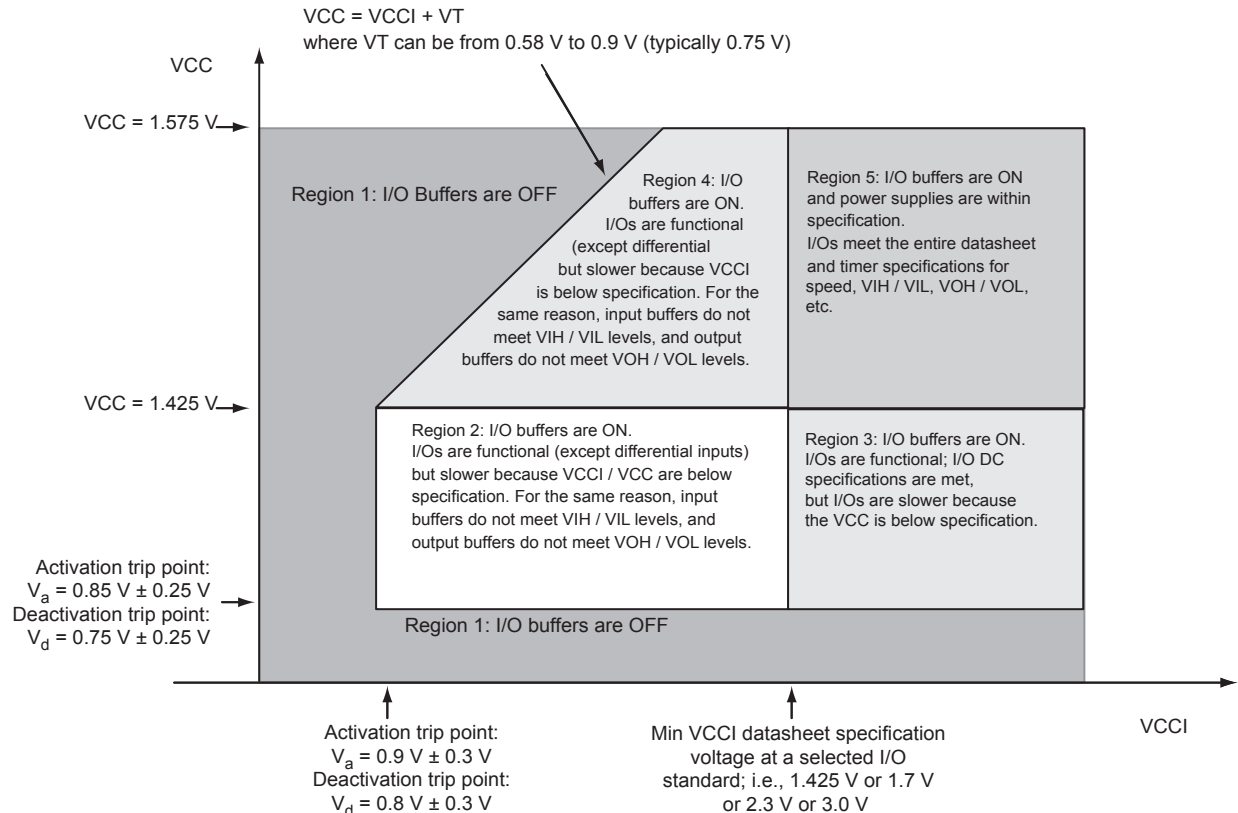 VCC = VCCI + VT
where VT can be from 0.58 V to 0.9 V (typically 0.75 V)
VCC
VCC = 1.575 V
Region 1: I/O Buffers are OFF
Region 4: I/O
buffers are ON.
I/Os are functional
(except differential
but slower because VCCI
is below specification. For the
same reason, input buffers do not
meet VIH / VIL levels, and output
buffers do not meet VOH / VOL levels.
Region 5: I/O buffers are ON
and power supplies are within
specification.
I/Os meet the entire datasheet
and timer specifications for
speed, VIH / VIL, VOH / VOL,
etc.
VCC = 1.425 V
Region 2: I/O buffers are ON.
I/Os are functional (except differential inputs)
but slower because VCCI / VCC are below
specification. For the same reason, input
buffers do not meet VIH / VIL levels, and
output buffers do not meet VOH / VOL levels.
Region 3: I/O buffers are ON.
I/Os are functional; I/O DC
specifications are met,
but I/Os are slower because
the VCC is below specification.
Activation trip point:
Va = 0.85 V ± 0.25 V
Deactivation trip point:
Vd = 0.75 V ± 0.25 V
Region 1: I/O buffers are OFF
Activation trip point:
Va = 0.9 V ± 0.3 V
Deactivation trip point:
Vd = 0.8 V ± 0.3 V
Min VCCI datasheet specification
voltage at a selected I/O
standard; i.e., 1.425 V or 1.7 V
or 2.3 V or 3.0 V
VCCI